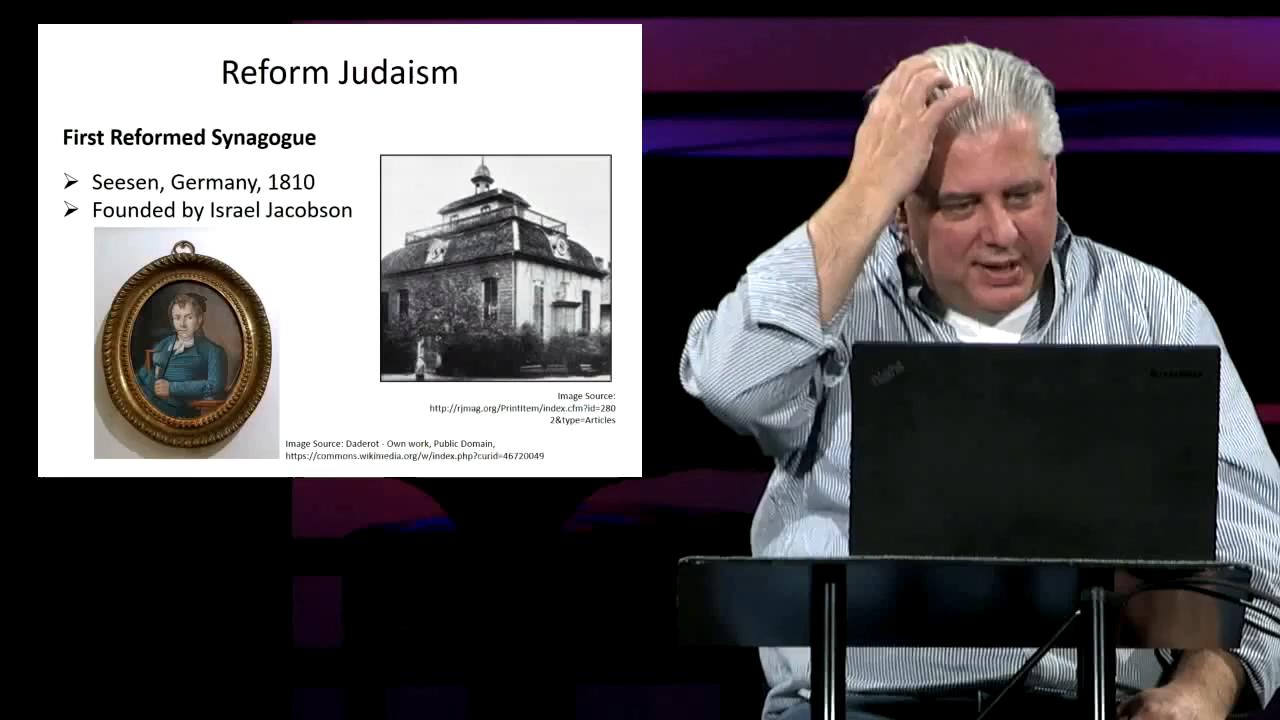 Reform Judaism
First Reformed Synagogue
➢ Seesen, Germany, 1810
➢ Founded by Israel Jacobson
Image Source:
http://rjmag.org/PrintItem/index.cfm?id=280
2&type=Articles
Image Source: Daderot - Own work, Public Domain,
https://commons.wikimedia.org/w/index.php?curid=46720049